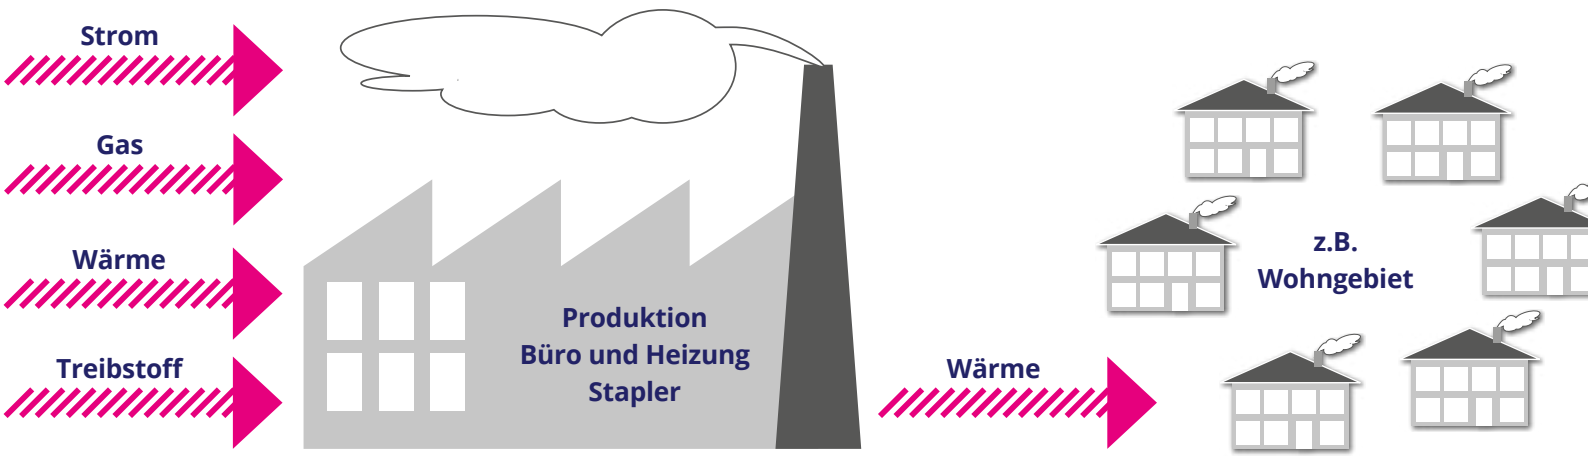 Strom
Gas
Wärme
Treibstoff
Produktion
Büro und Heizung
Stapler
Wärme
z.B.
Wohngebiet